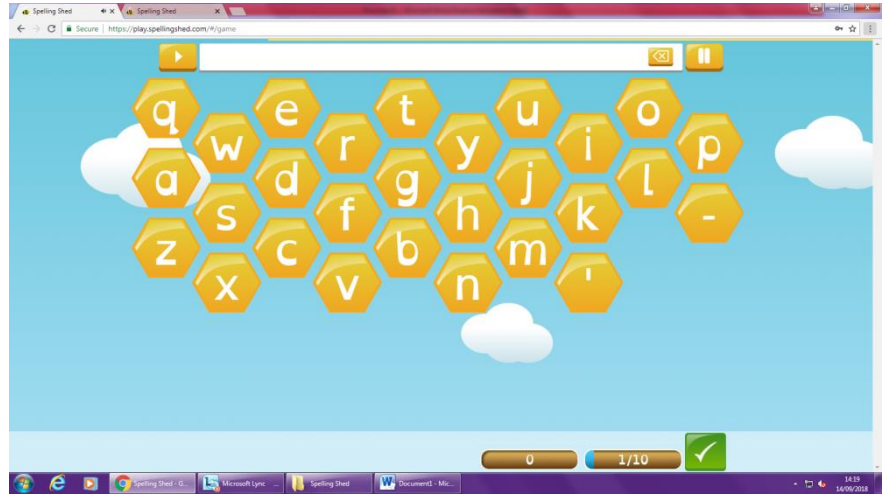 Spelling Shed
Spelling Shed
Secure | https://play.spellingshed.com/#/game
q e t u o
w r y i p
a d g j l
s f h k -
z c b m
x v n '
0
1/10
Spelling Shed - G...
Microsoft Lync ...
Spelling Shed
Document1 - Mic...
14:19
14/09/2018